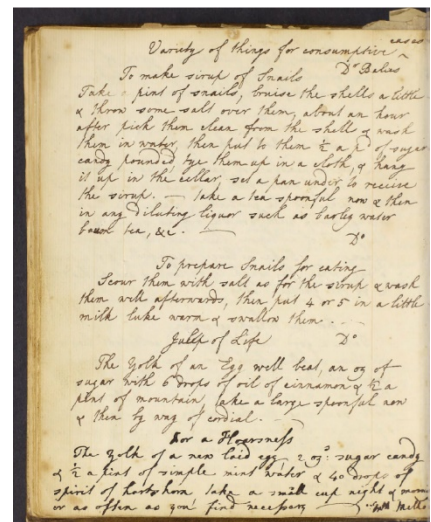 Variety of things for consumptive cases
To make sirup of Snails Dr Bakers
Take a pint of snails, bruise the shells a little
& throw some salt over them, about an hour
after pick them clean from the shell & wash
them in water, then put to them ½ a pd of sugar
candy pounded tye them up in a cloth, & hang
it up in the cellar, set a pan under to receive
the sirup. — take a tea spoonful now & then
in any diluting liquor such as barley water
baum tea, &c. —
Do
To prepare Snails for eating
Scour them with salt as for the sirup & wash
them well afterwards, then put 4 or 5 in a little
milk luke warm & swallow them. —
Julep of Life Do
The Yolk of an Egg well beat, an oz of
sugar with 6 drops of oil of cinnamon & ½ a
pint of mountain, take a large spoonful now
& then by way of cordial. —
For a Hoarsness
The yolk of a new laid egg, 2 ozs sugar candy
& ½ a pint of simple mint water & 40 drops of
spirit of hartshorn take a small cup night & morn
or as often as you find necessary